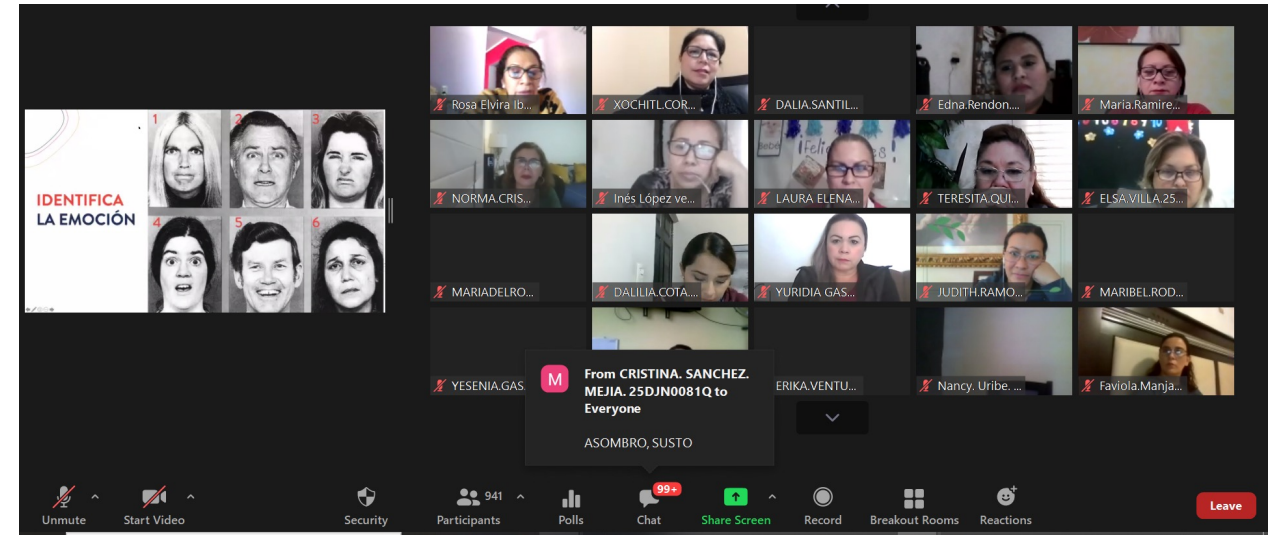 IDENTIFICA
LA EMOCIÓN
1
2
3
4
5
6
Rosa Elvira Ib...
XOCHITL.COR...
DALIA.SANTIL...
Edna.Rendon....
Maria.Ramire...
NORMA.CRIS...
Inés López ve...
LAURA ELENA...
TERESITA.QUI...
ELSA.VILLA.25...
MARIADELRO...
DALILIA.COTA....
YURIDIA GAS...
JUDITH.RAMO...
MARIBEL.ROD...
YESENIA.GAS
ERIKA.VENTU...
Nancy. Uribe. ...
Faviola.Manja...
M
From CRISTINA. SANCHEZ.
MEJIA. 25DJN0081Q to
Everyone
ASOMBRO, SUSTO
941
99+
Unmute
Start Video
Security
Participants
Polls
Chat
Share Screen
Record
Breakout Rooms
Reactions
Leave